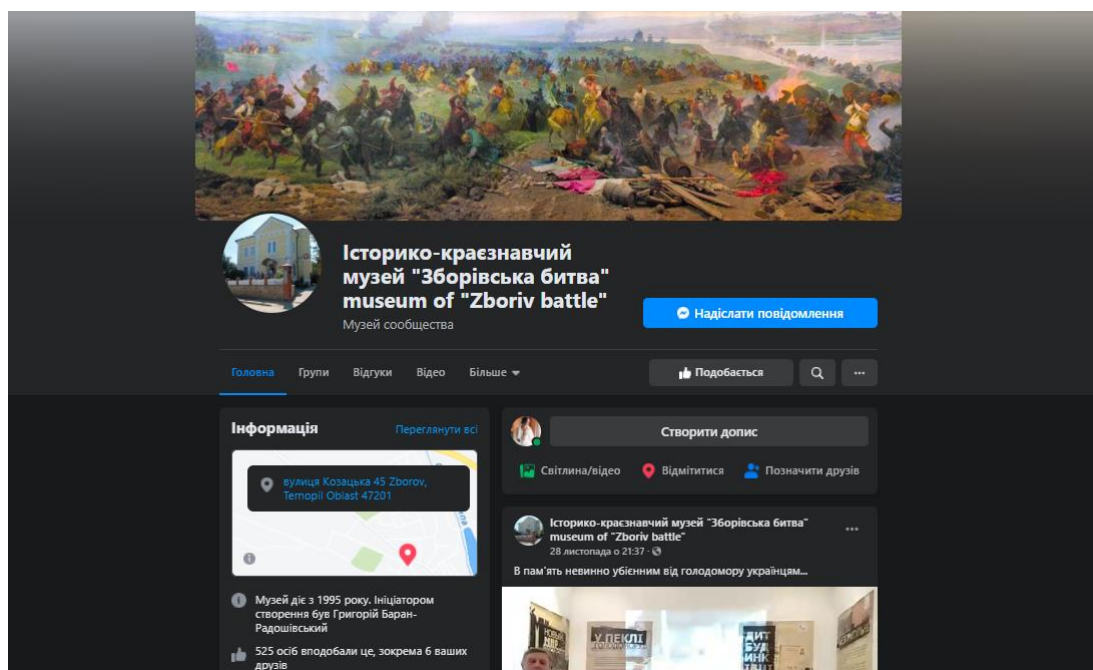 Історико-краєзнавчий
музей "Зборівська битва"
museum of "Zboriv battle"
Музей сообщества
Надіслати повідомлення
Головна
Групи
Відгуки
Відео
Більше
Подобається
Інформація
Переглянути всі
вулиця Козацька 45 Zborov,
Ternopil Oblast 47201
Музей діє з 1995 року. Ініціатором
створення був Григорій Баран-
Радошівський
525 осіб вподобали це, зокрема 6 ваших
друзів
Створити допис
Світлина/відео
Відмітитися
Позначити друзів
Історико-краєзнавчий музей "Зборівська битва"
museum of "Zboriv battle"
28 листопада о 21:37
В пам'ять невинно убієнним від голодомору українцям...
У ПЕКЛІ